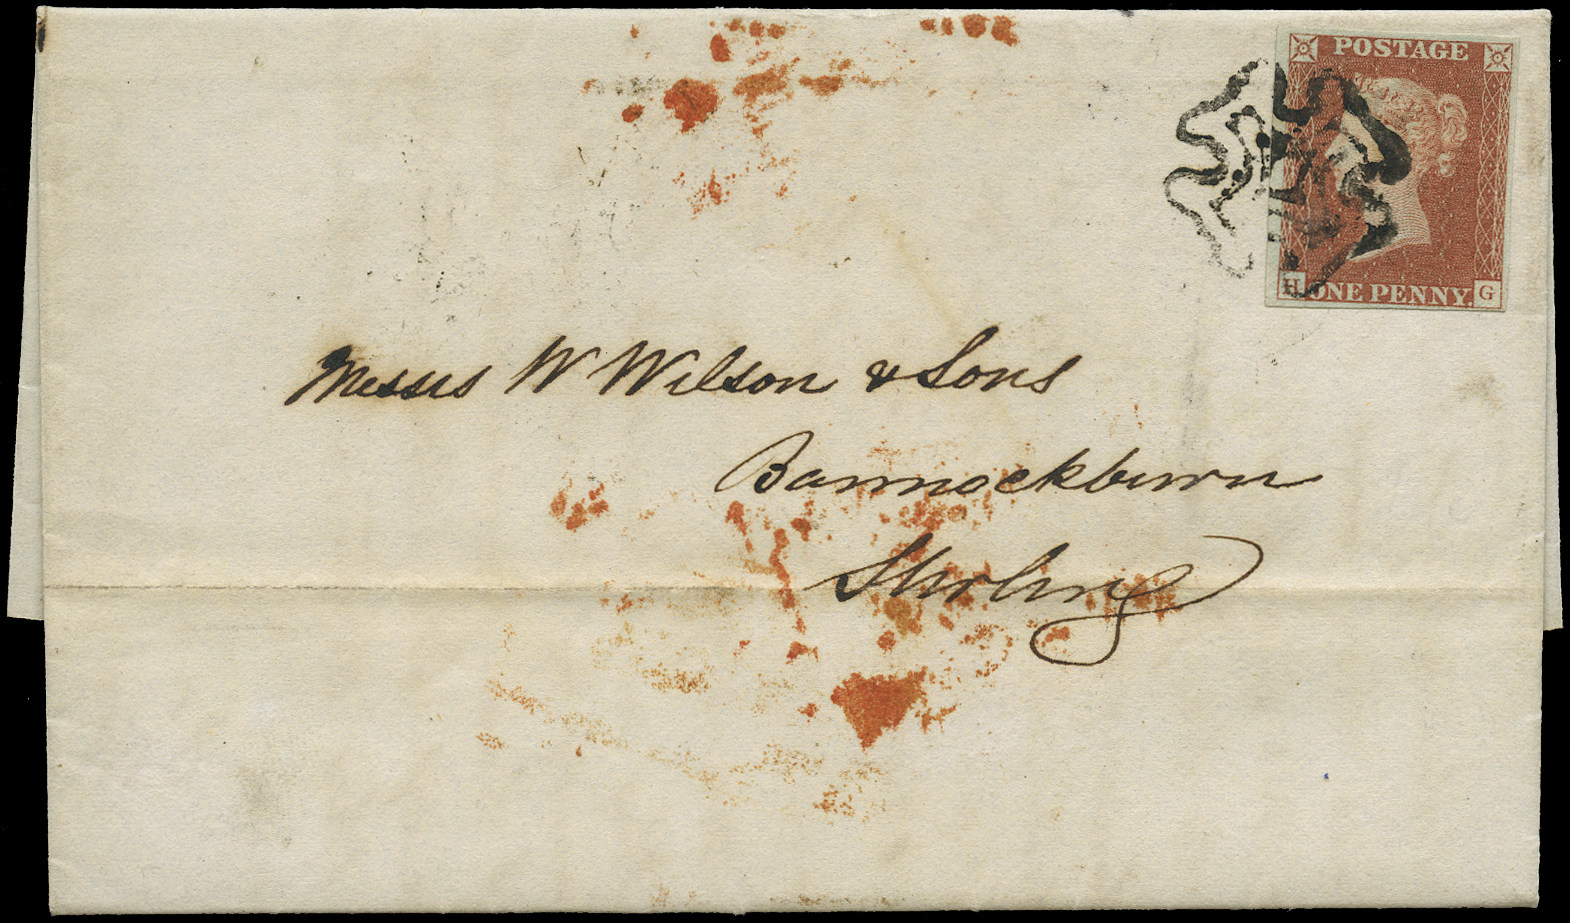 POSTAGE
H ONE PENNY. G
Messrs W Wilson & Sons
Bannockburn
Stirling